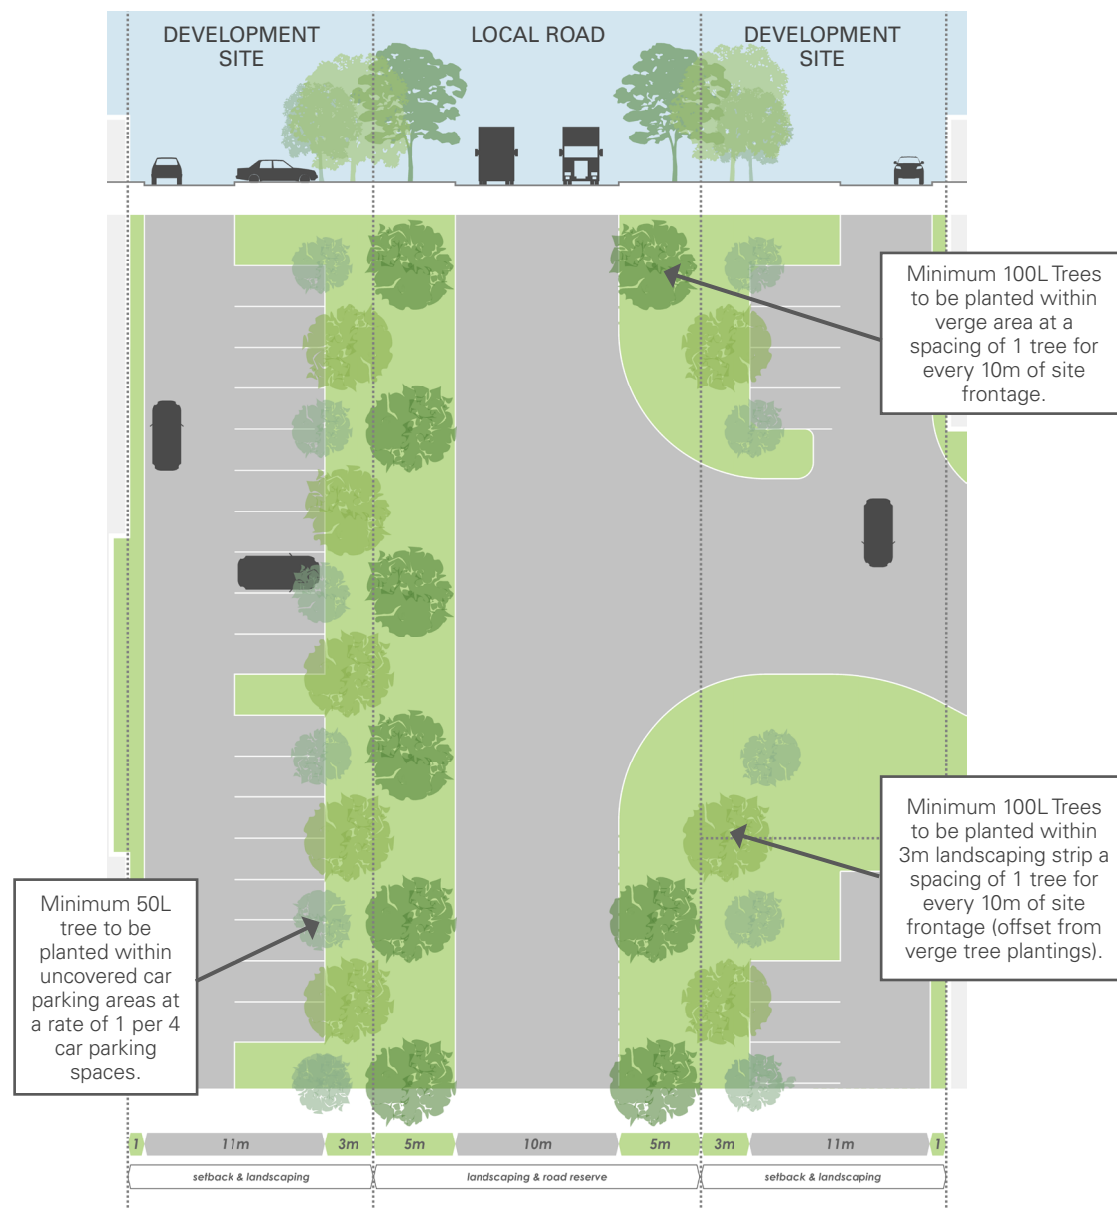 DEVELOPMENT
SITE
LOCAL ROAD
DEVELOPMENT
SITE
Minimum 100L Trees
to be planted within
verge area at a
spacing of 1 tree for
every 10m of site
frontage.
Minimum 100L Trees
to be planted within
3m landscaping strip a
spacing of 1 tree for
every 10m of site
frontage (offset from
verge tree plantings).
Minimum 50L
tree to be
planted within
uncovered car
parking areas at
a rate of 1 per 4
car parking
spaces.
1 11m 3m 5m 10m 5m 3m 11m 1
setback & landscaping landscaping & road reserve setback & landscaping